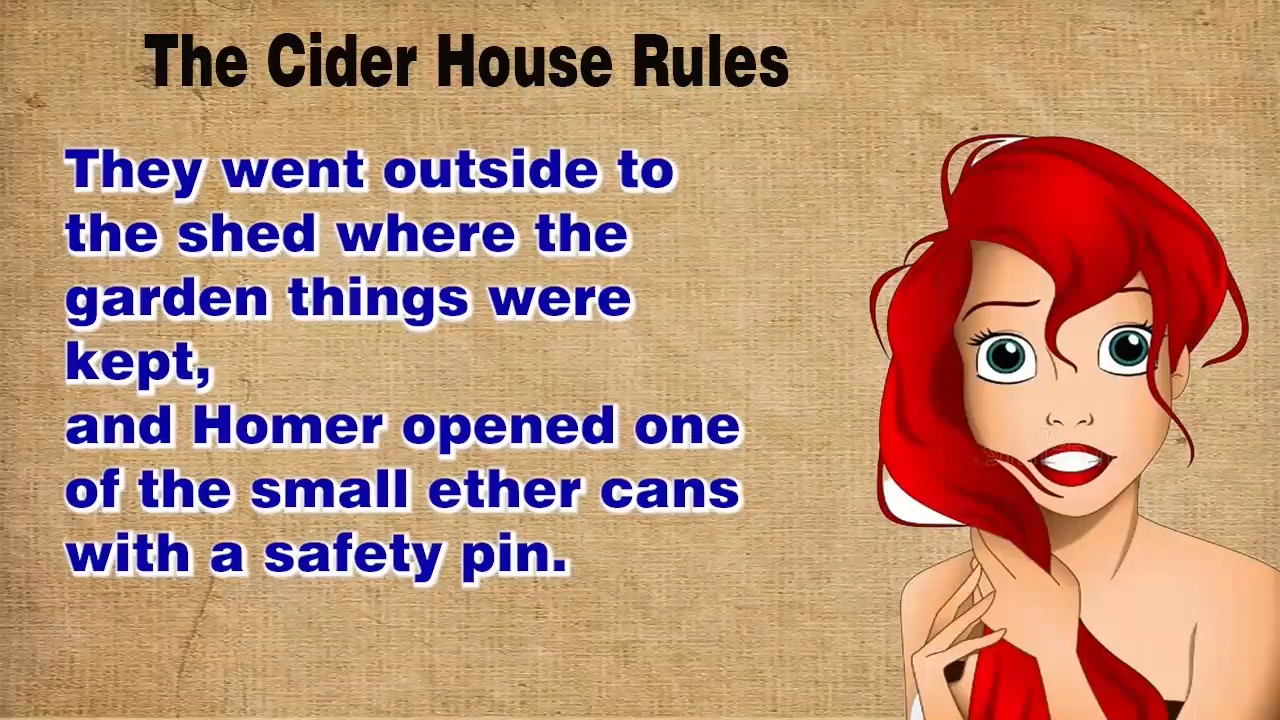 The Cider House Rules
They went outside to
the shed where the
garden things were
kept,
and Homer opened one
of the small ether cans
with a safety pin.